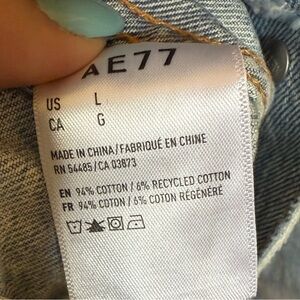 AE77
US L
CA G
MADE IN CHINA/FABRIQUÉ EN CHINE
RN 54485/CA 03873
EN 94% COTTON / 6% RECYCLED COTTON
FR 94% COTON / 6% COTON RÉGÉNÉRÉ